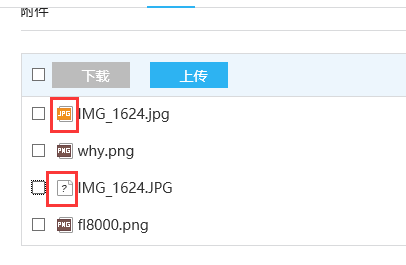 附件
下载 上传
JPG IMG_1624.jpg
PNG why.png
? IMG_1624.JPG
PNG fl8000.png